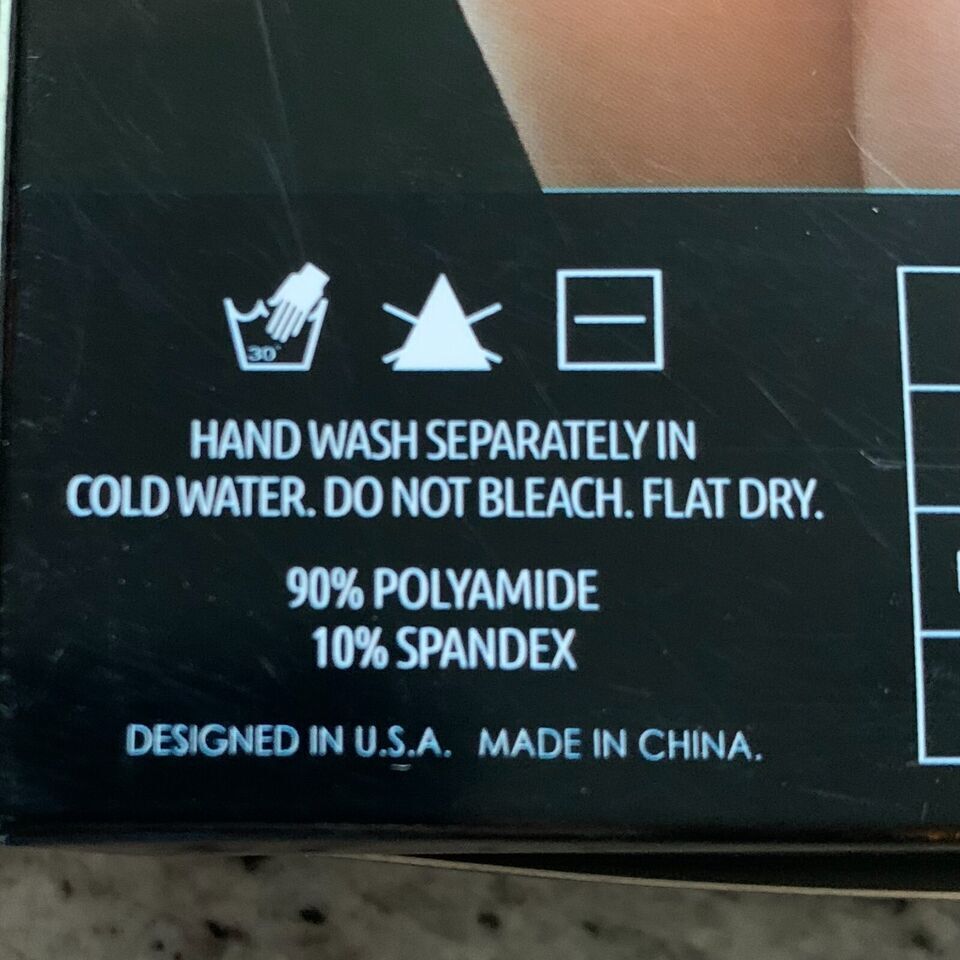 30°
HAND WASH SEPARATELY IN
COLD WATER. DO NOT BLEACH. FLAT DRY.
90% POLYAMIDE
10% SPANDEX
DESIGNED IN U.S.A. MADE IN CHINA.